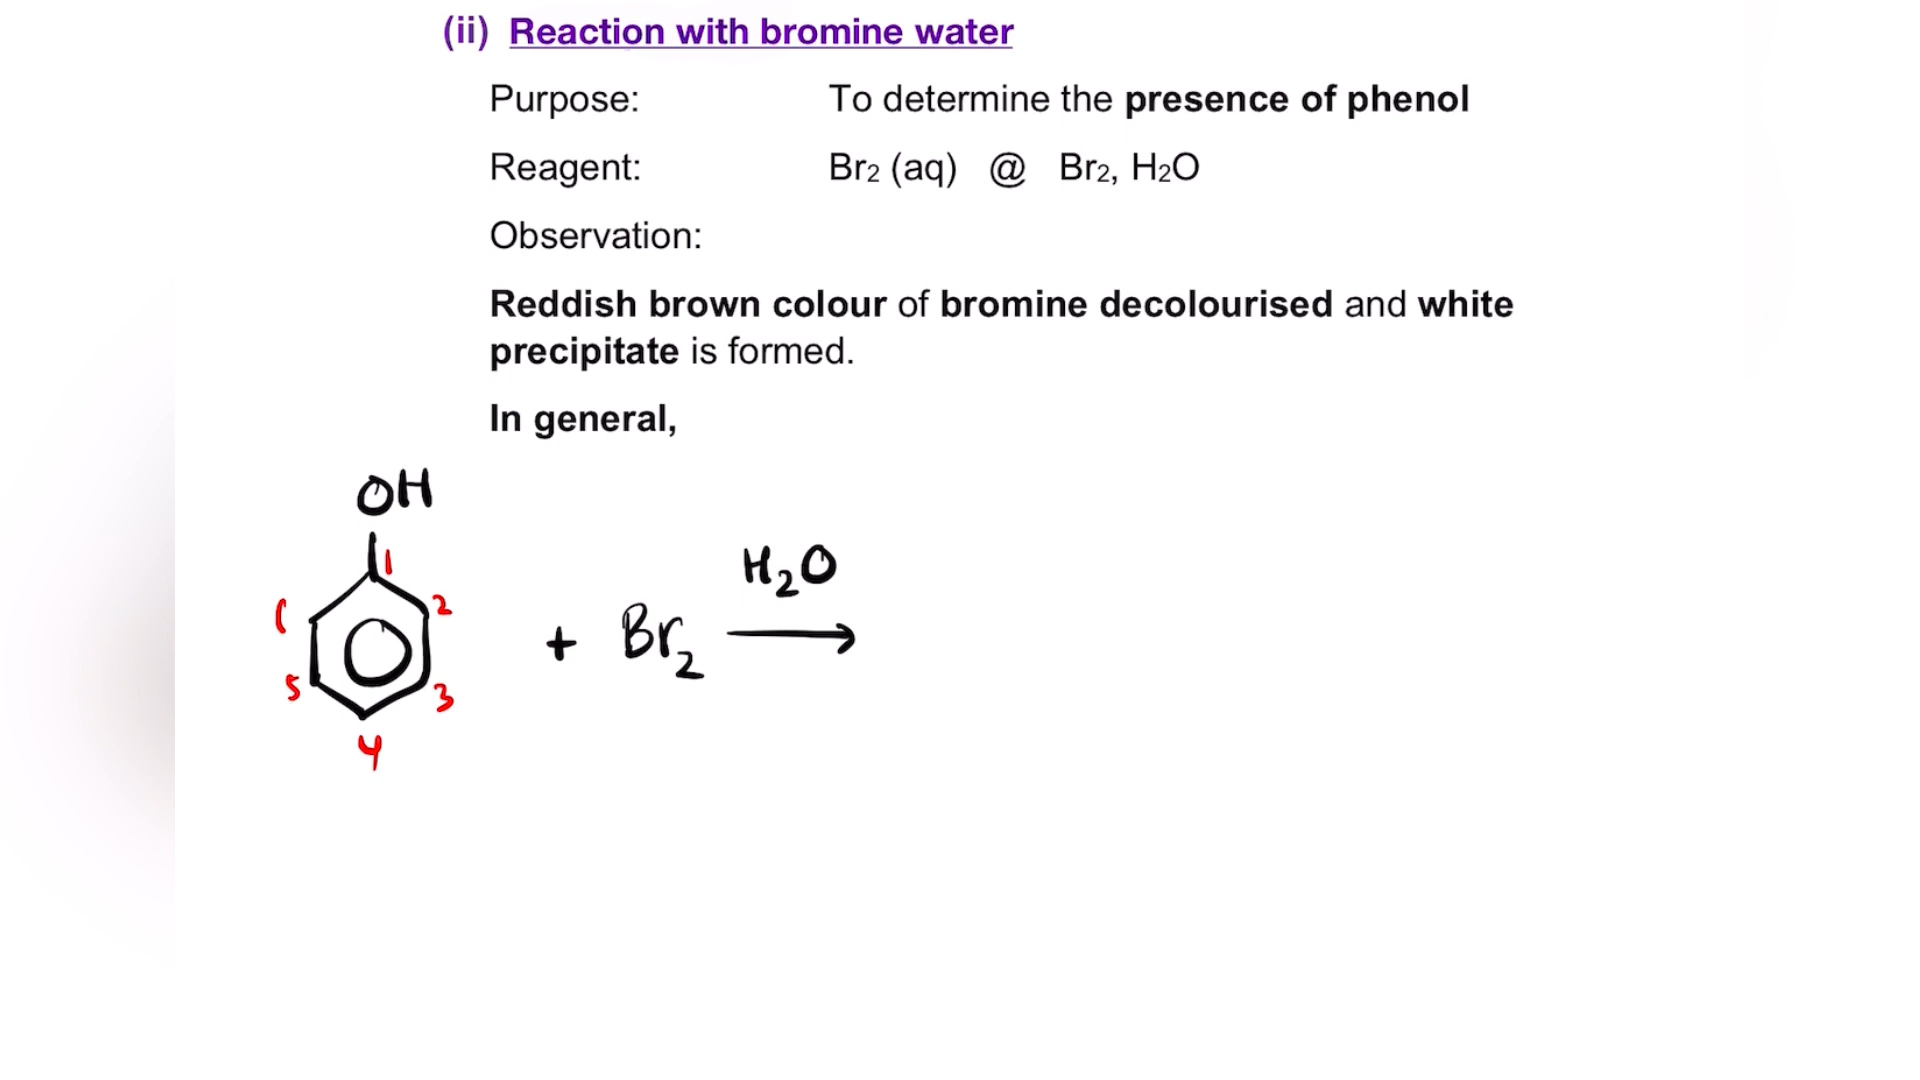 (ii) Reaction with bromine water
Purpose: To determine the presence of phenol
Reagent: Br₂ (aq) @ Br₂, H₂O
Observation:
Reddish brown colour of bromine decolourised and white
precipitate is formed.
In general,
OH
1
( 2
5 3
4
+ Br₂
H₂O